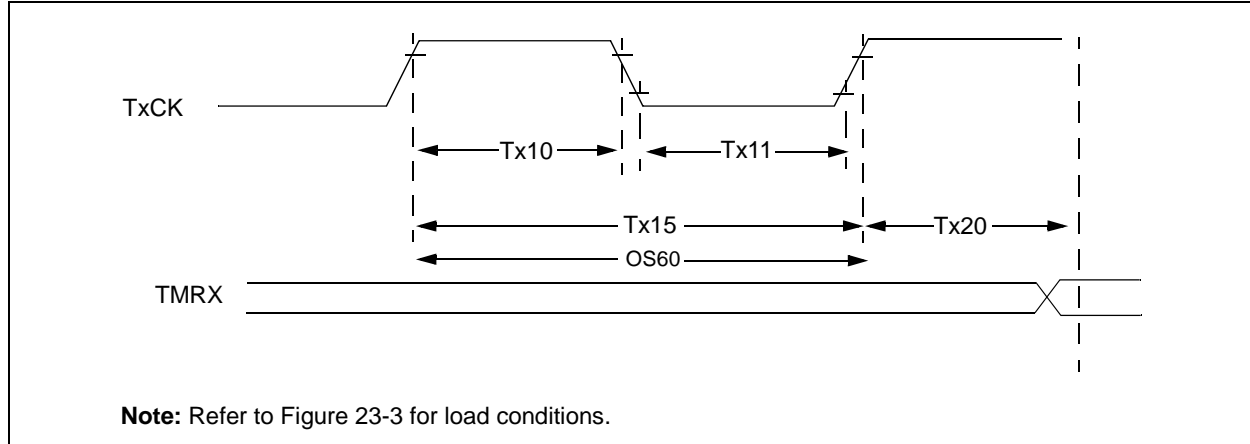 TxCK
Tx10
Tx11
Tx15
Tx20
OS60
TMRX
Note: Refer to Figure 23-3 for load conditions.